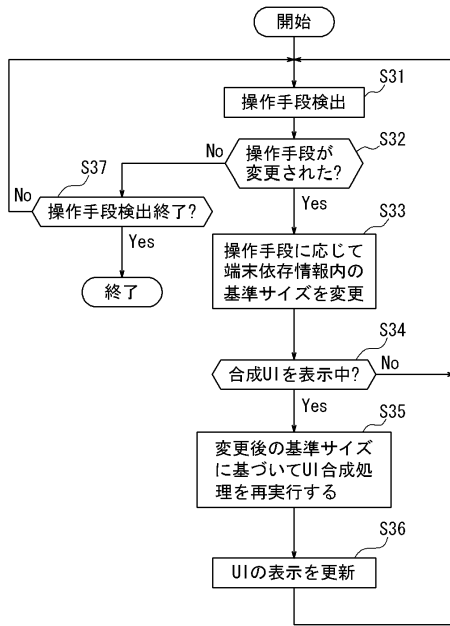 開始
S31
操作手段検出
S32
操作手段が
変更された?
No
Yes
S37
操作手段検出終了?
No
Yes
終了
S33
操作手段に応じて
端末依存情報内の
基準サイズを変更
S34
合成UIを表示中?
No
Yes
S35
変更後の基準サイズ
に基づいてUI合成処
理を再実行する
S36
UIの表示を更新